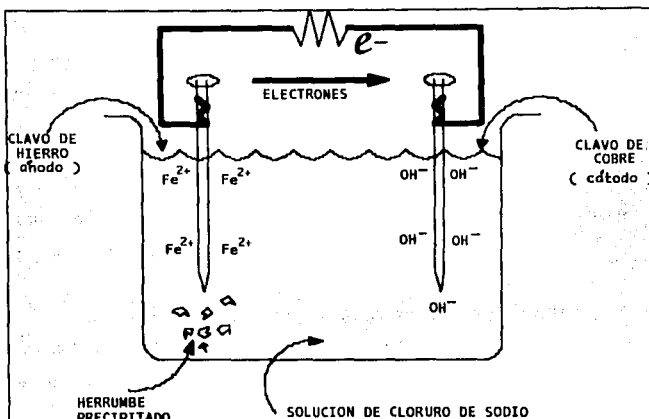 e-
ELECTRONES
CLAVO DE
HIERRO
( ánodo )
CLAVO DE
COBRE
( cátodo )
Fe2+ Fe2+
OH− OH−
Fe2+ Fe2+
OH− OH−
OH−
HERRUMBE
PRECIPITADO
SOLUCION DE CLORURO DE SODIO